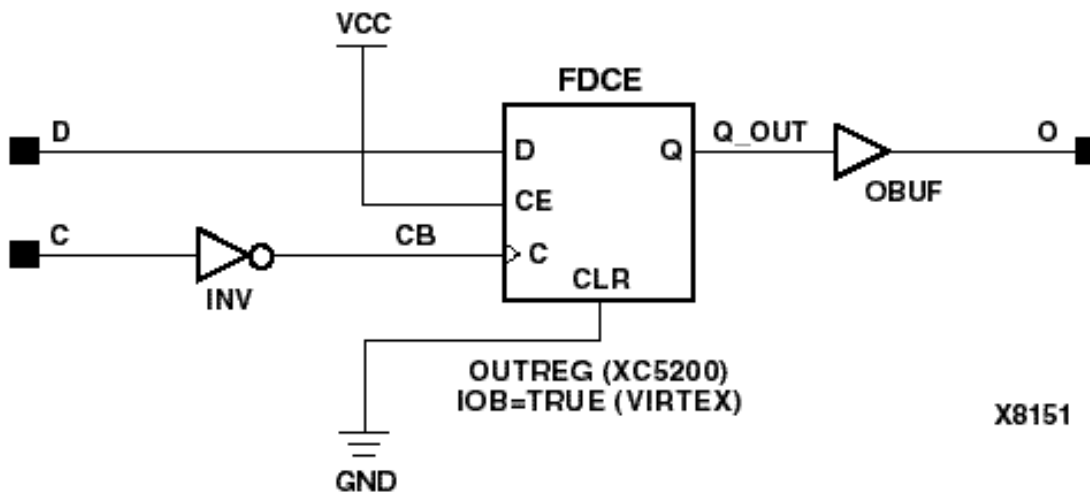 VCC
FDCE
D
D
Q
Q_OUT
O
CE
OBUF
C
CB
C
INV
CLR
OUTREG (XC5200)
IOB=TRUE (VIRTEX)
X8151
GND